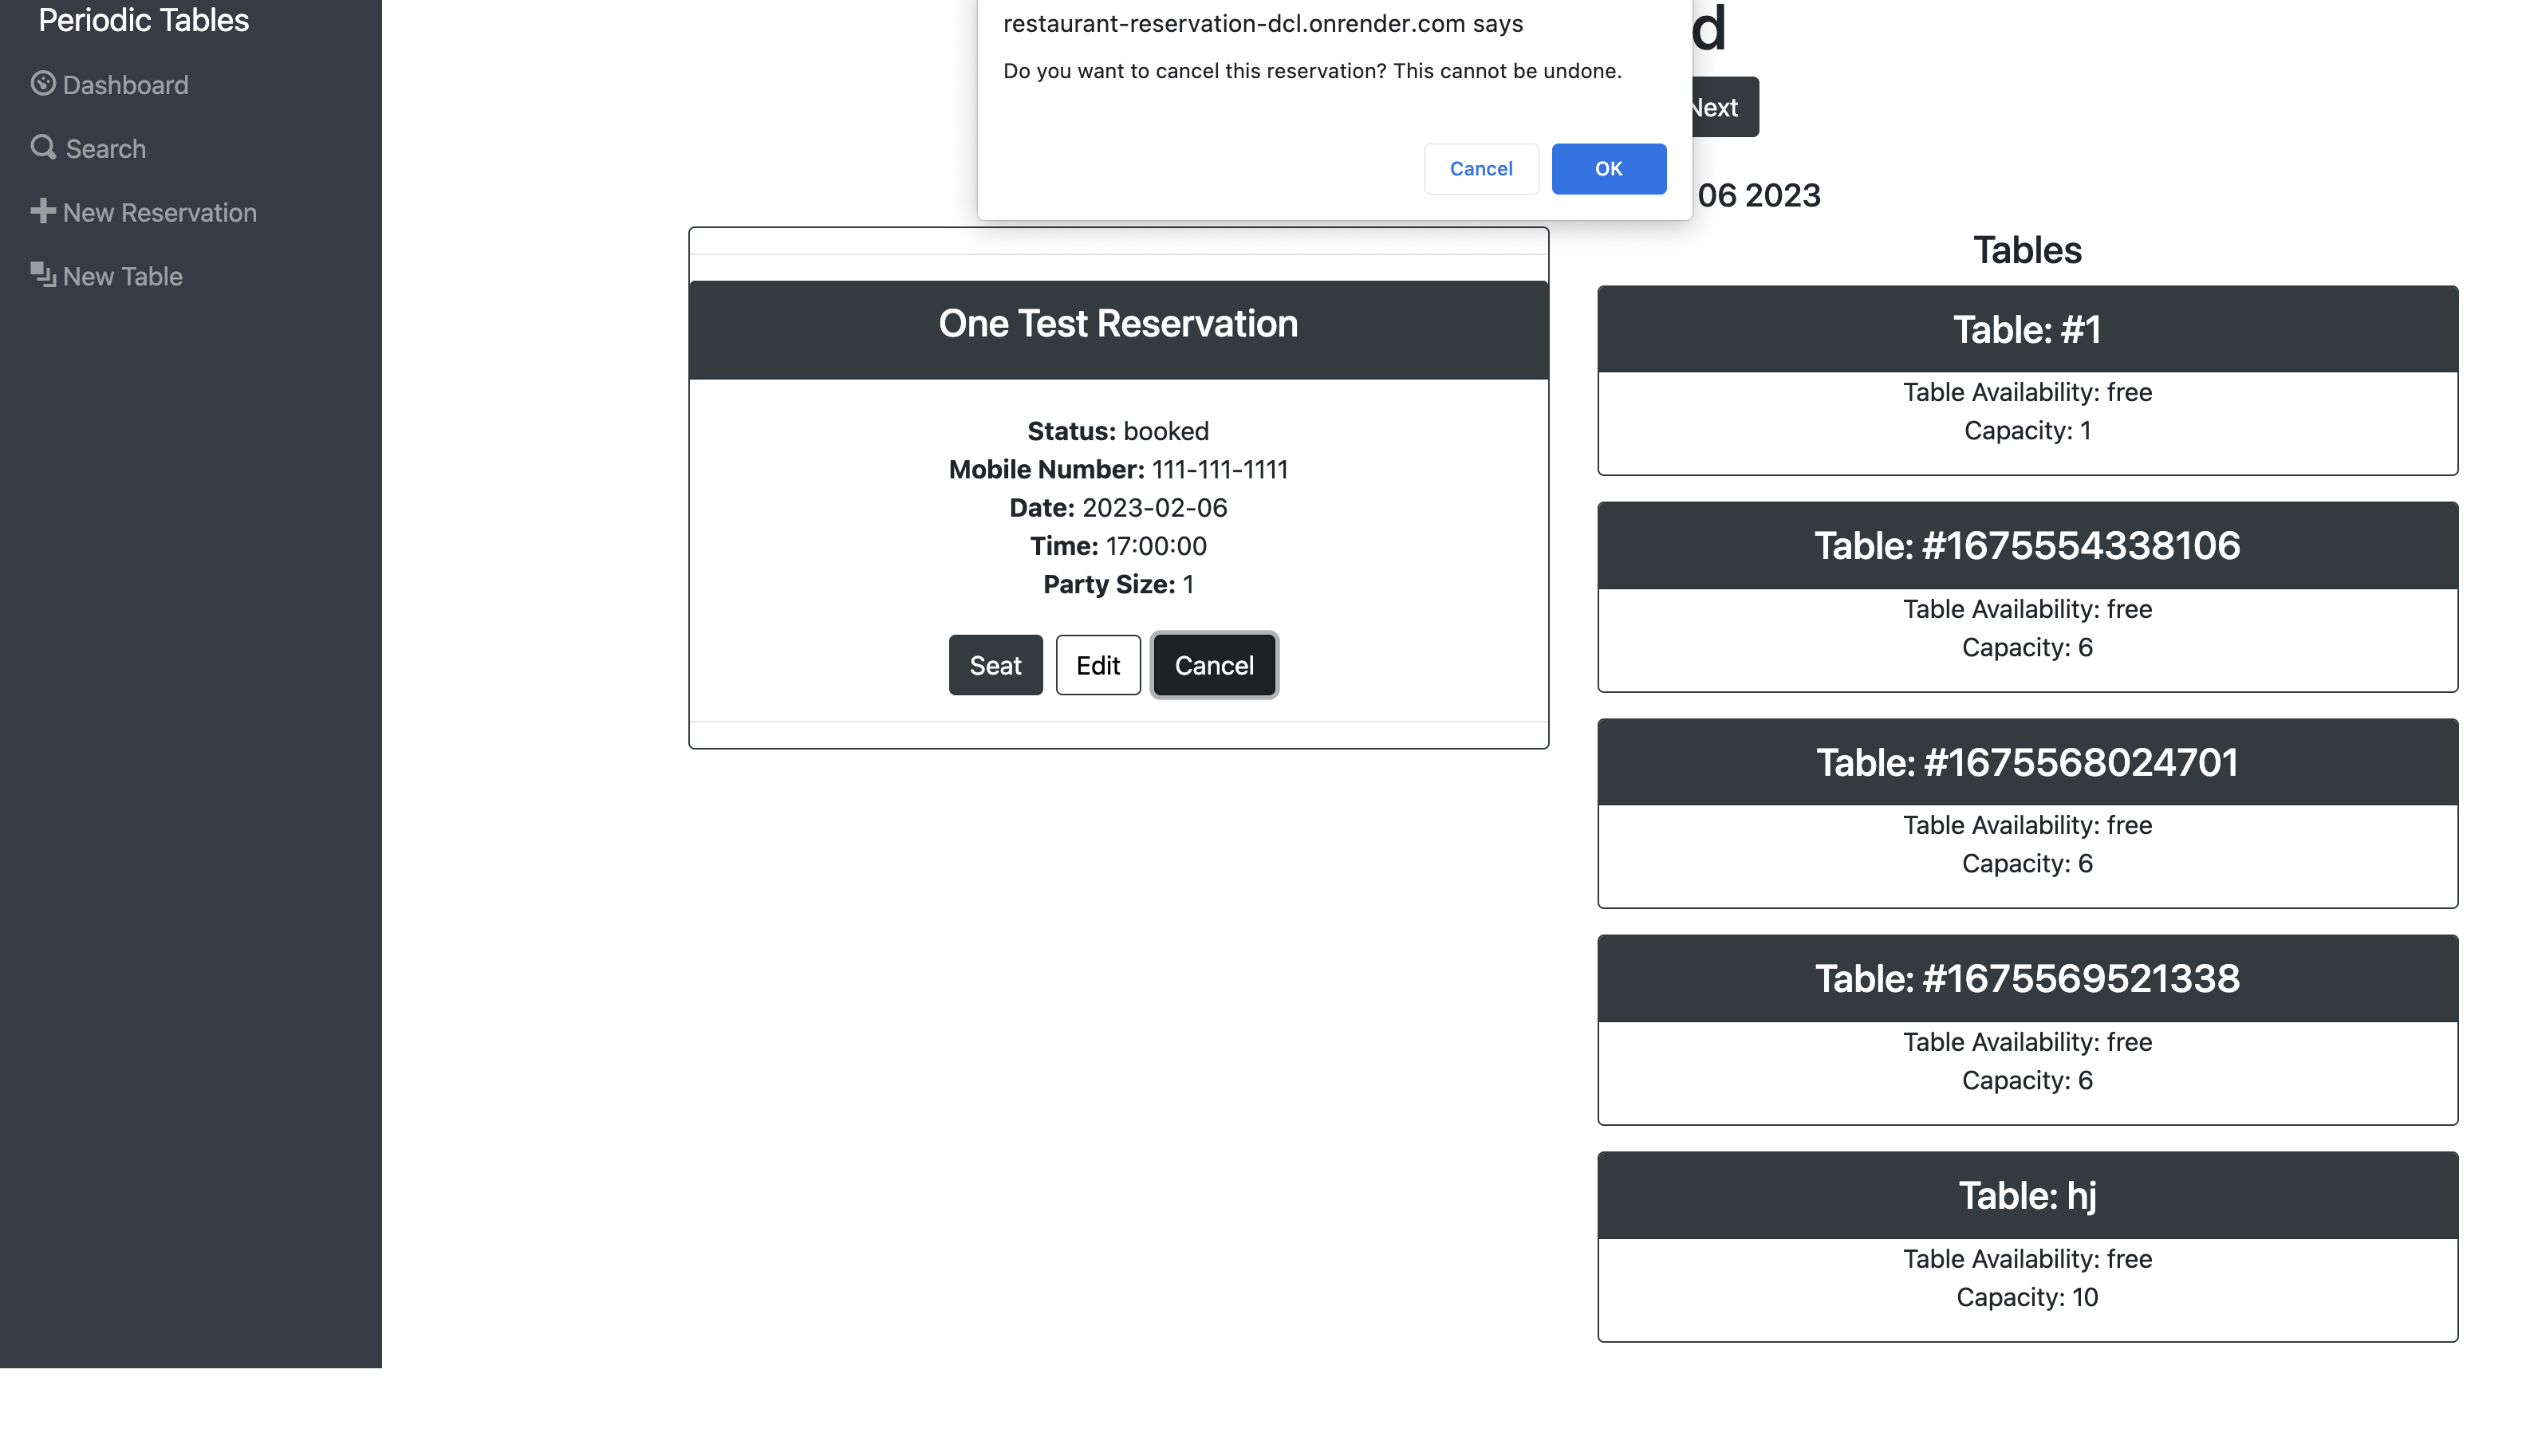 Periodic Tables
Dashboard
Search
New Reservation
New Table
restaurant-reservation-dcl.onrender.com says
Do you want to cancel this reservation? This cannot be undone.
Cancel
OK
d
Next
06 2023
One Test Reservation
Status: booked
Mobile Number: 111-111-1111
Date: 2023-02-06
Time: 17:00:00
Party Size: 1
Seat
Edit
Cancel
Tables
Table: #1
Table Availability: free
Capacity: 1
Table: #1675554338106
Table Availability: free
Capacity: 6
Table: #1675568024701
Table Availability: free
Capacity: 6
Table: #1675569521338
Table Availability: free
Capacity: 6
Table: hj
Table Availability: free
Capacity: 10